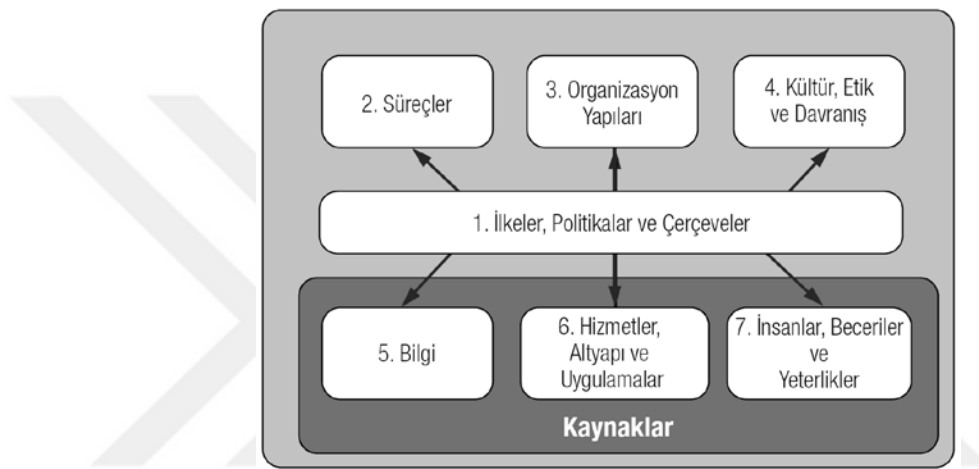 2. Süreçler
3. Organizasyon
Yapıları
4. Kültür, Etik
ve Davranış
1. İlkeler, Politikalar ve Çerçeveler
5. Bilgi
6. Hizmetler,
Altyapı ve
Uygulamalar
7. İnsanlar, Beceriler
ve
Yeterlikler
Kaynaklar